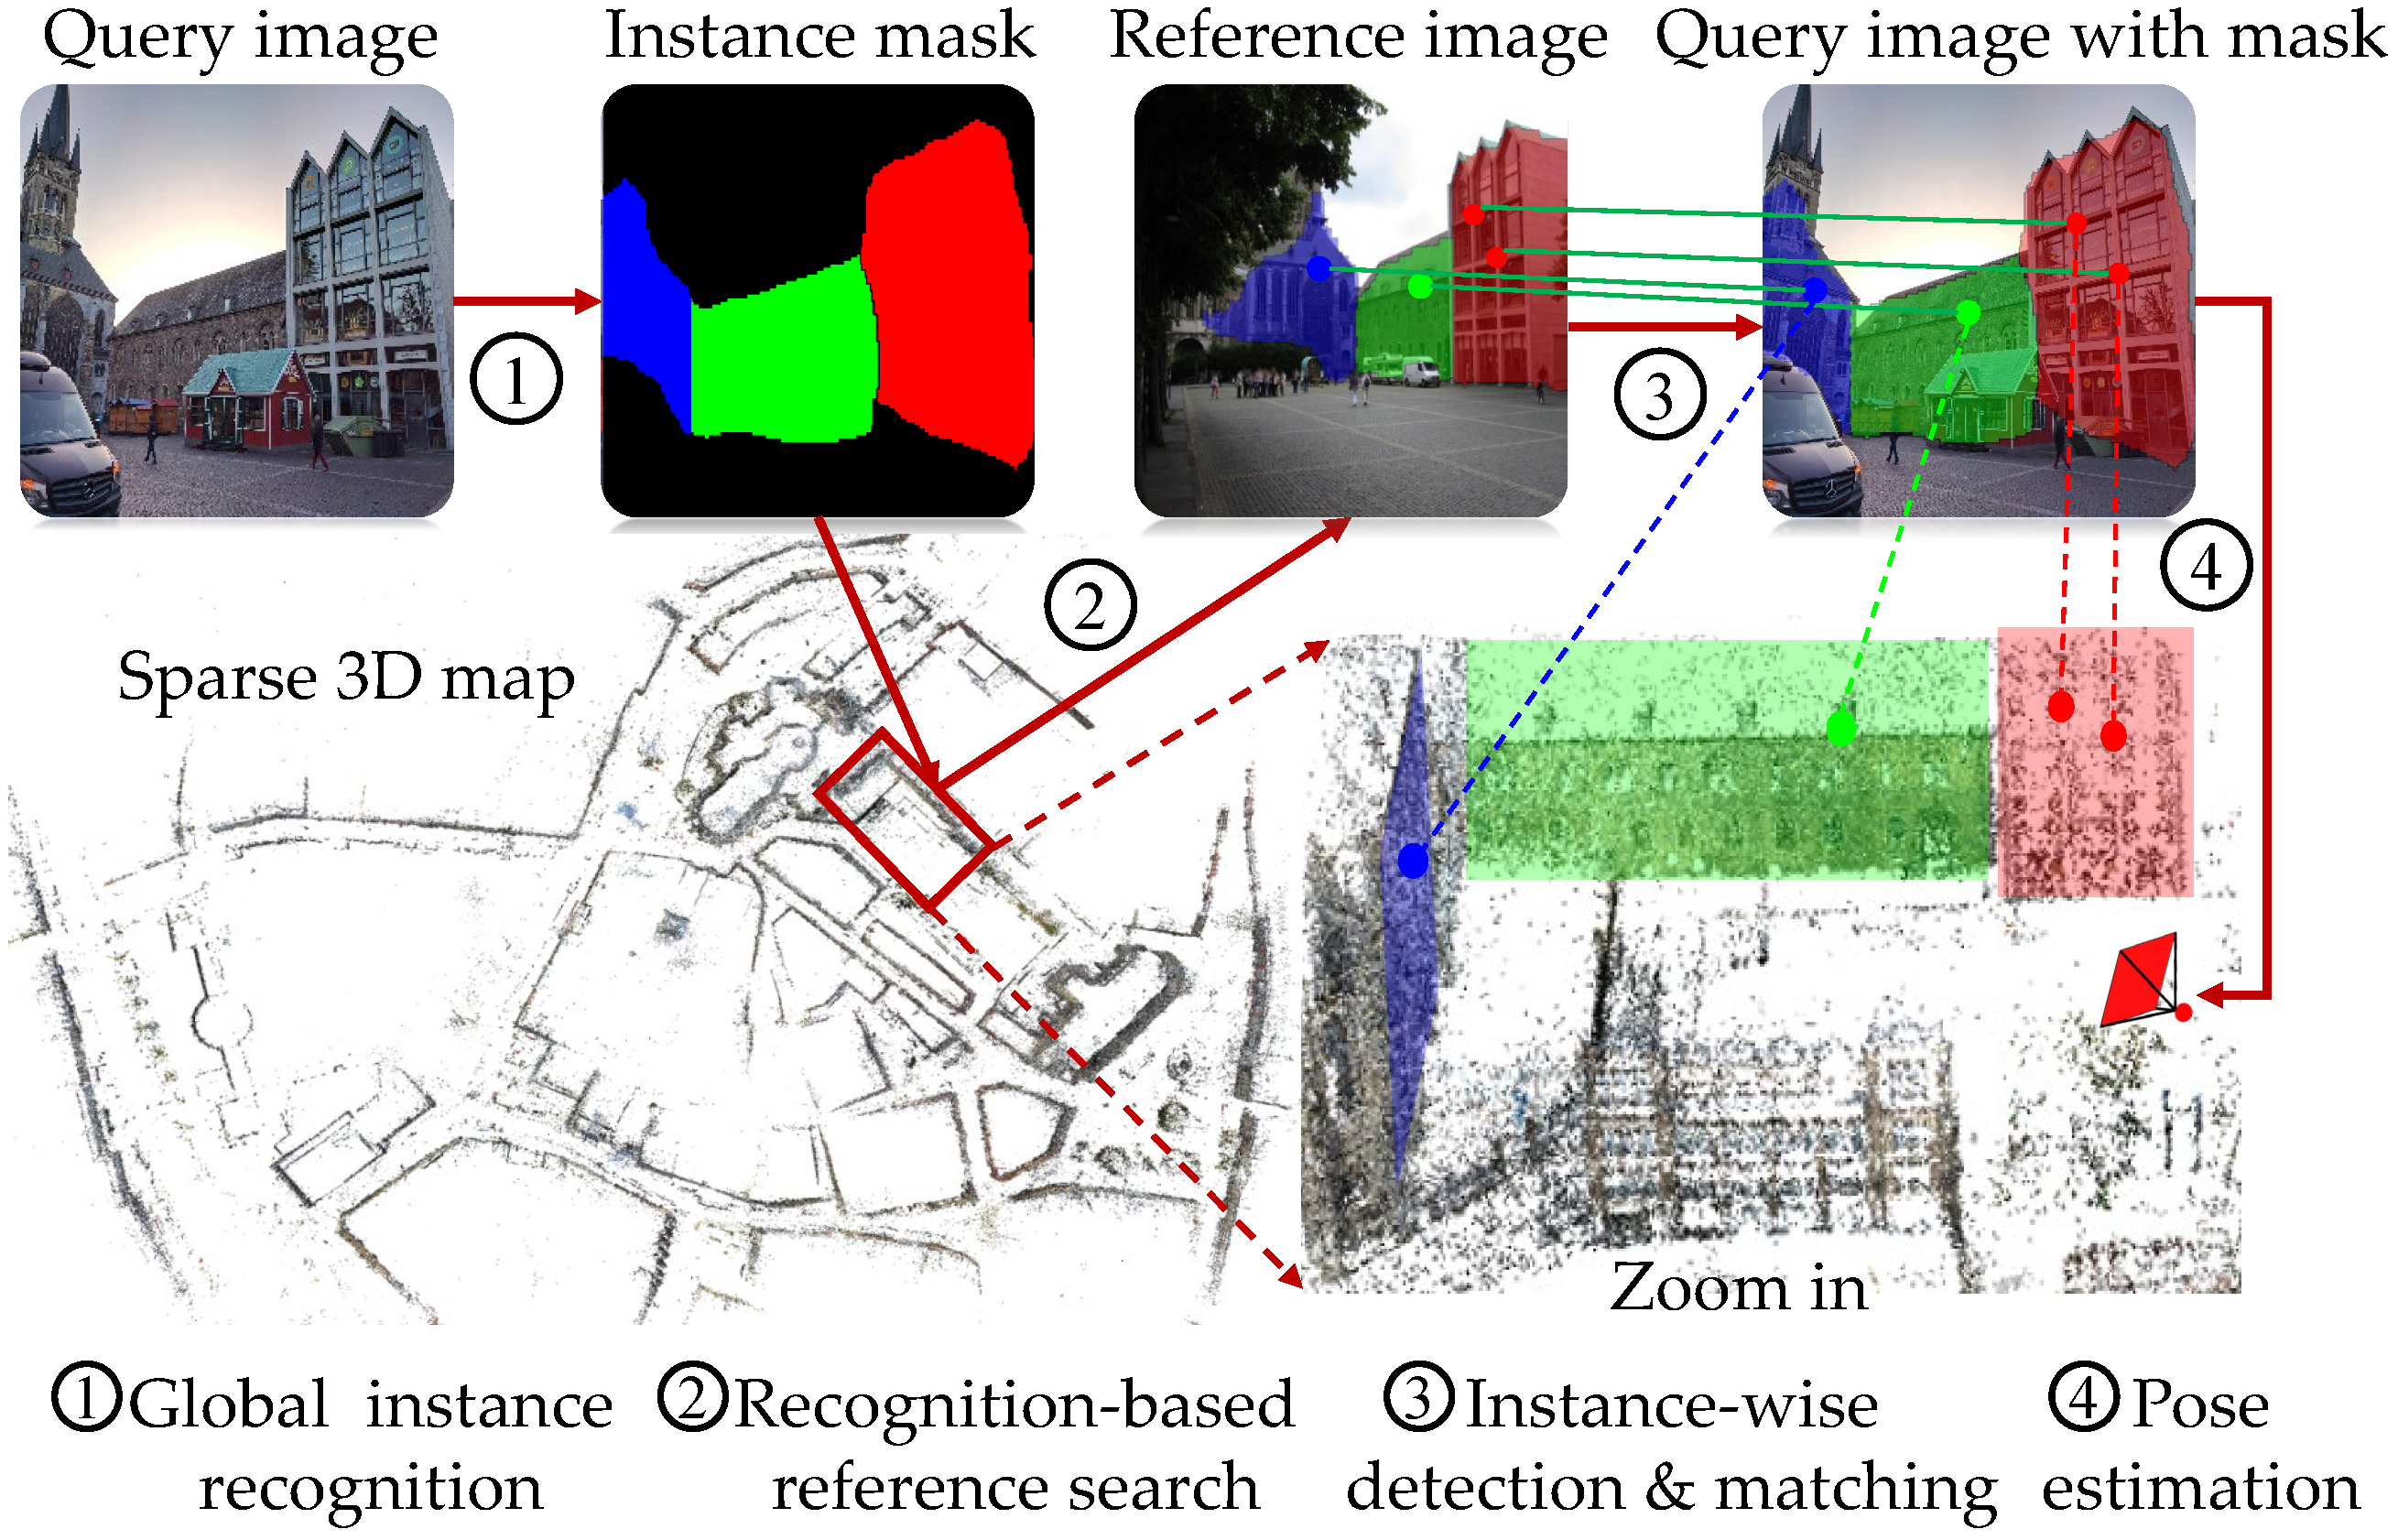 Query image
Instance mask
Reference image
Query image with mask
1
2
3
4
Sparse 3D map
Zoom in
1 Global instance
recognition
2 Recognition-based
reference search
3 Instance-wise
detection & matching
4 Pose
estimation